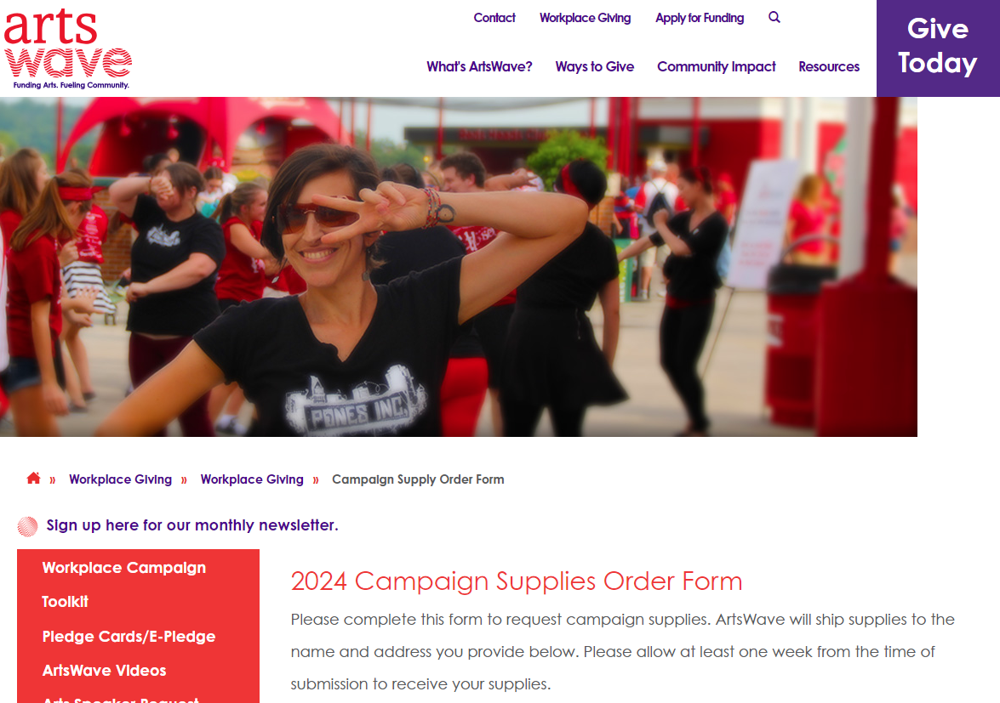 arts
wave
Funding Arts. Fueling Community.
Contact Workplace Giving Apply for Funding
What's ArtsWave? Ways to Give Community Impact Resources
Give
Today
PONES INC.
» Workplace Giving » Workplace Giving » Campaign Supply Order Form
Sign up here for our monthly newsletter.
Workplace Campaign
Toolkit
Pledge Cards/E-Pledge
ArtsWave Videos
Arts Speaker Request
2024 Campaign Supplies Order Form
Please complete this form to request campaign supplies. ArtsWave will ship supplies to the
name and address you provide below. Please allow at least one week from the time of
submission to receive your supplies.